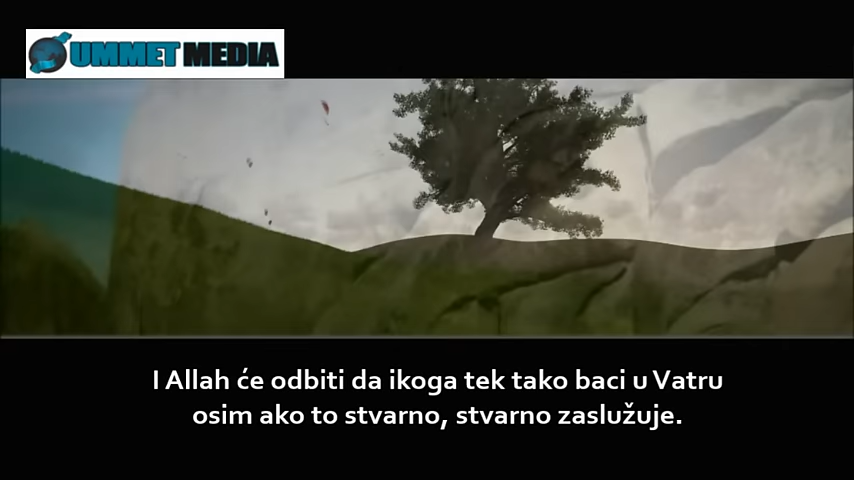 UMMET MEDIA
I Allah će odbiti da ikoga tek tako baci u Vatru
osim ako to stvarno, stvarno zaslužuje.